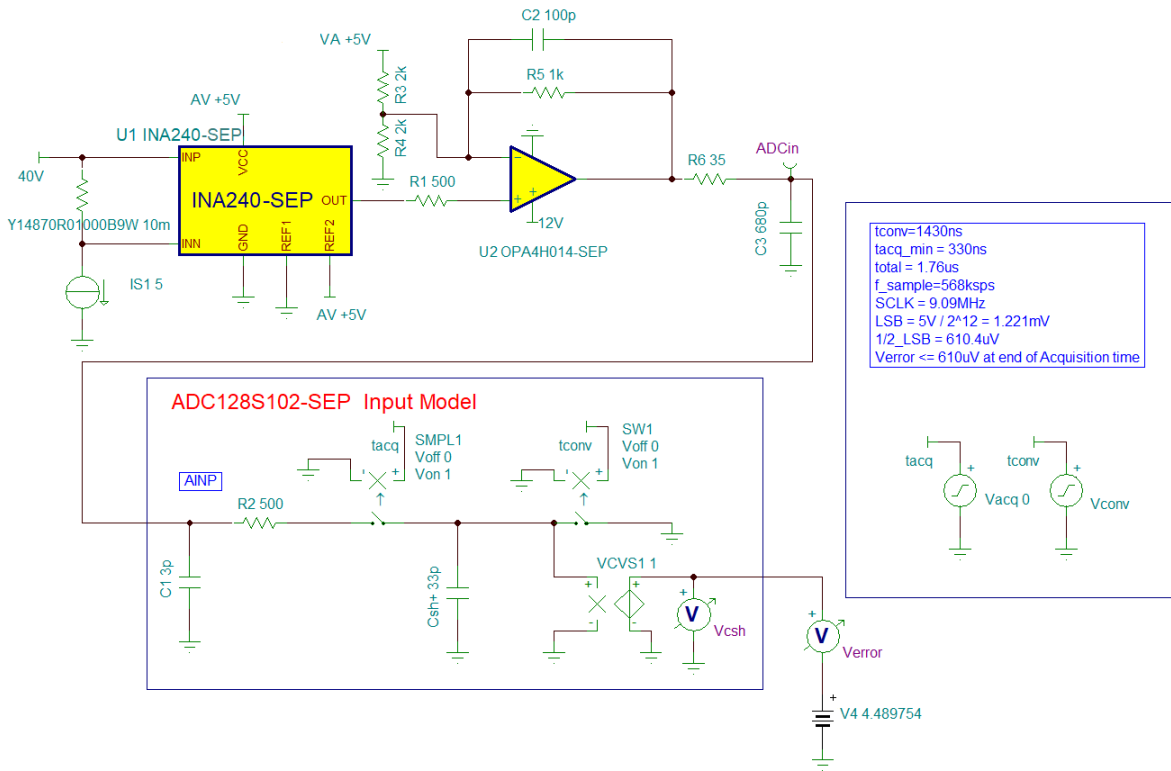 C2 100p
VA +5V
R5 1k
R3 2k
AV +5V
R4 2k
U1 INA240-SEP
ADCin
R6 35
INP
VCC
40V
INA240-SEP
OUT
R1 500
Y14870R01000B9W 10m
12V
C3 680p
INN
GND
REF1
REF2
U2 OPA4H014-SEP
IS1 5
AV +5V
tconv=1430ns
tacq_min = 330ns
total = 1.76us
f_sample=568ksps
SCLK = 9.09MHz
LSB = 5V / 2^12 = 1.221mV
1/2_LSB = 610.4uV
Verror <= 610uV at end of Acquisition time
ADC128S102-SEP Input Model
tacq
SMPL1
Voff 0
Von 1
tconv
SW1
Voff 0
Von 1
AINP
R2 500
C1 3p
Csh+ 33p
VCVS1 1
V
Vcsh
V
Verror
V4 4.489754
tacq
tconv
Vacq 0
Vconv